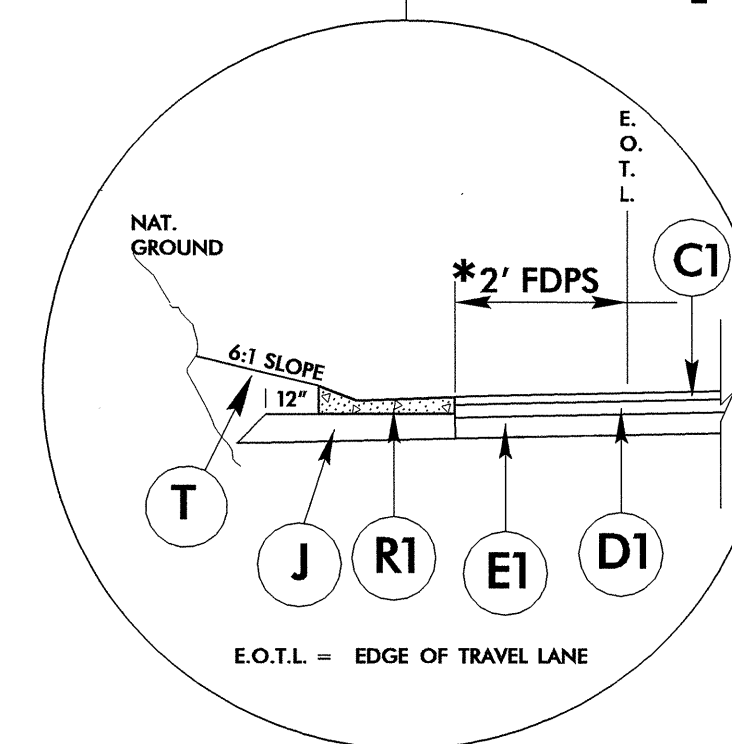 E.
O.
T.
L.
NAT.
GROUND
C1
*2' FDPS
6:1 SLOPE
12"
T
J
R1
E1
D1
E.O.T.L. = EDGE OF TRAVEL LANE